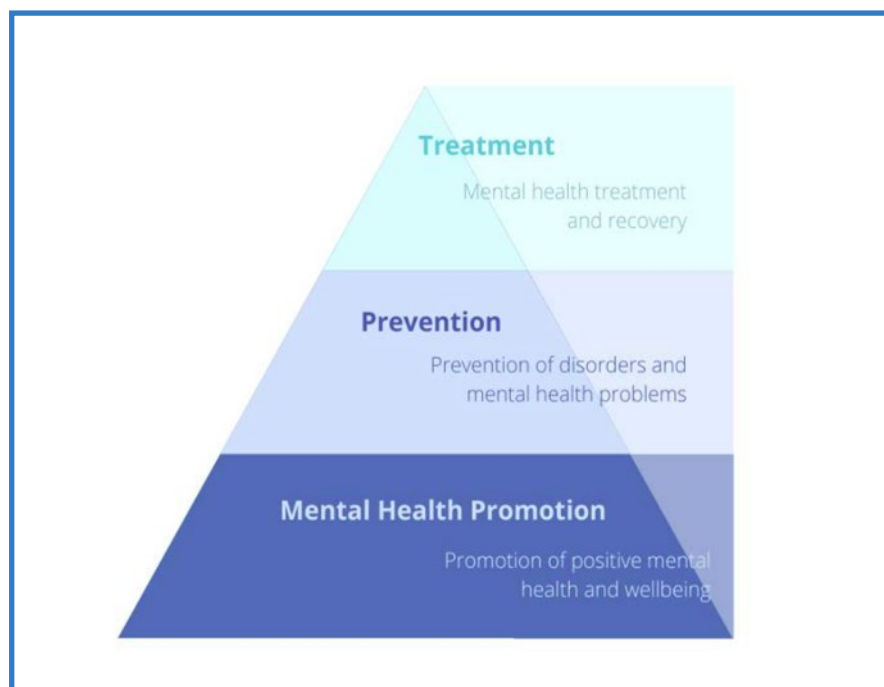 Treatment
Mental health treatment
and recovery
Prevention
Prevention of disorders and
mental health problems
Mental Health Promotion
Promotion of positive mental
health and wellbeing